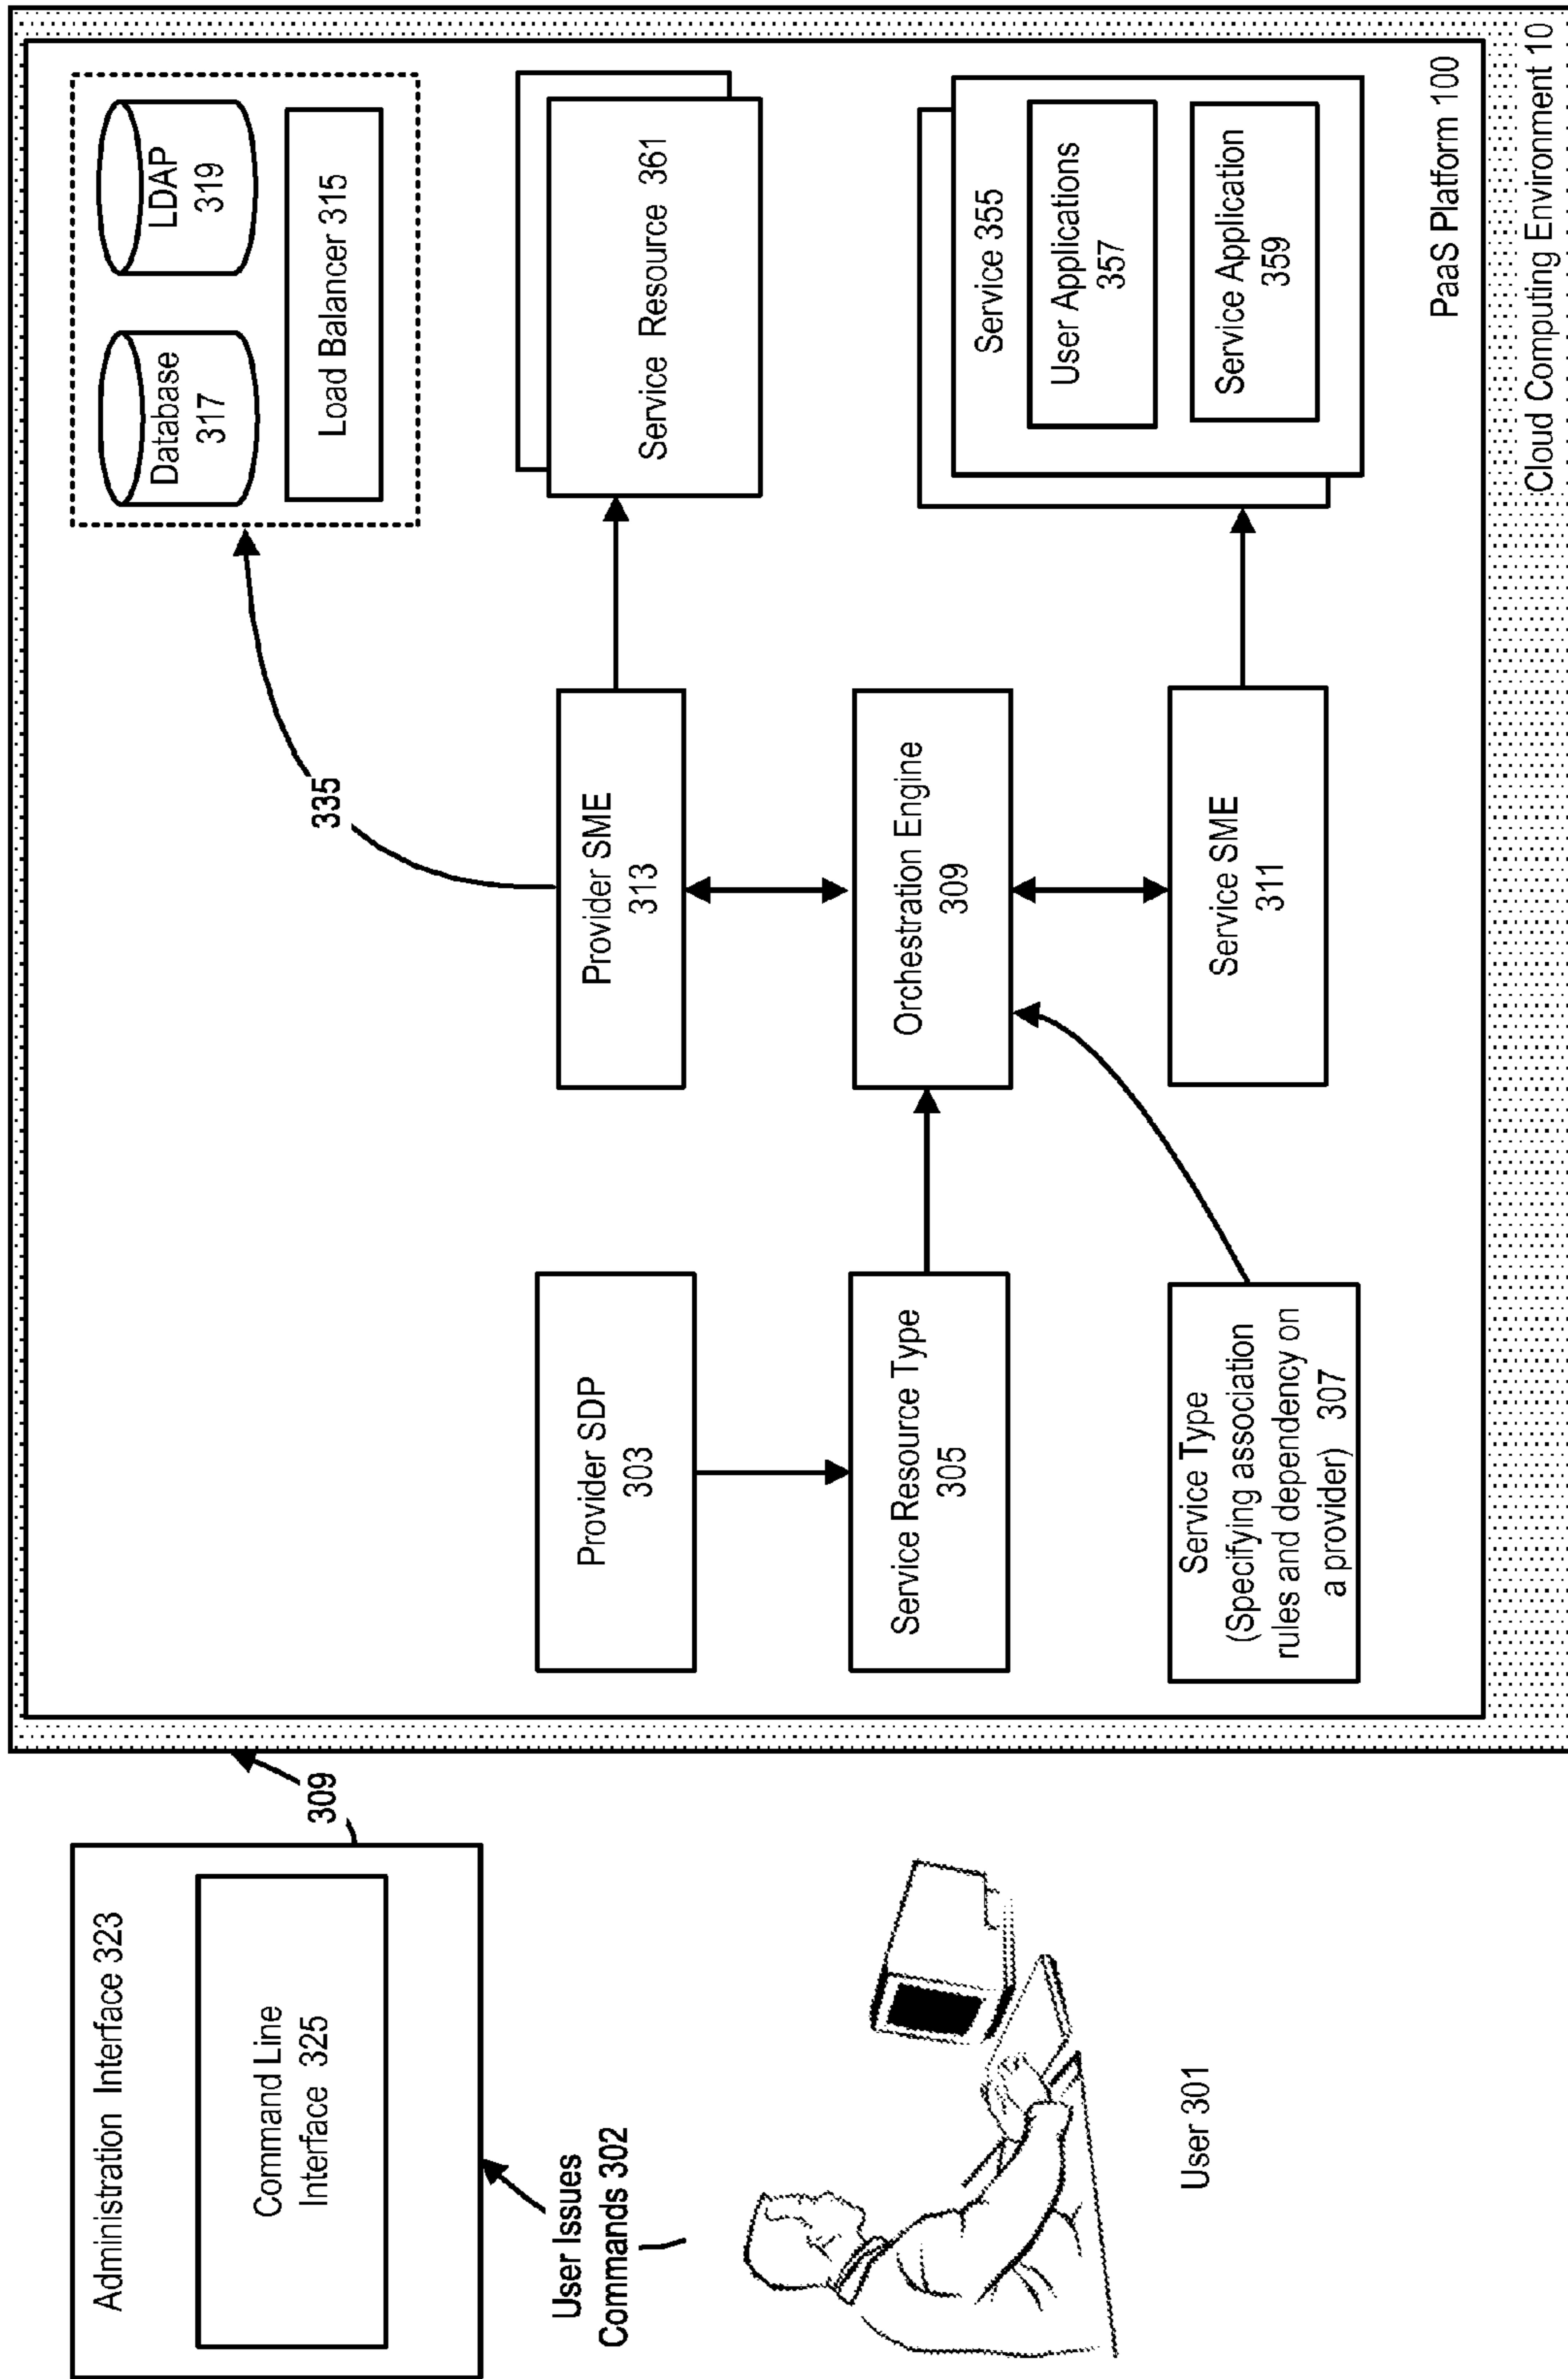 Administration Interface 323
Command Line
Interface 325
309
User Issues
Commands 302
User 301
Provider SDP
303
Service Resource Type
305
Service Type
(Specifying association
rules and dependency on
a provider) 307
335
Provider SME
313
Orchestration Engine
309
Service SME
311
Database
317
LDAP
319
Load Balancer 315
Service Resource 361
Service 355
User Applications
357
Service Application
359
PaaS Platform 100
Cloud Computing Environment 10